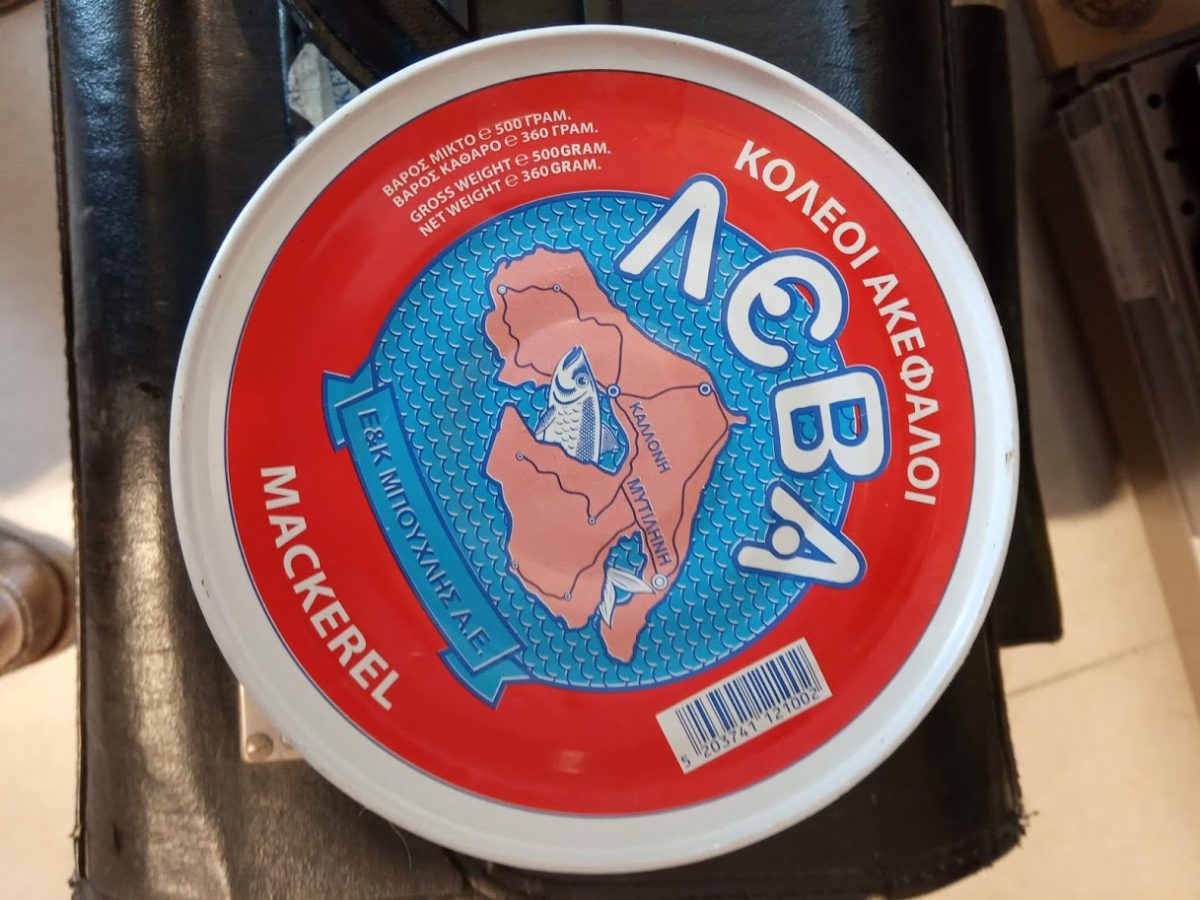 ΚΟΛΕΟΙ ΑΚΕΦΑΛΟΙ
ΛЄΒΑ
ΒΑΡΟΣ ΜΙΚΤΟ ℮ 500 ΓΡΑΜ.
ΒΑΡΟΣ ΚΑΘΑΡΟ ℮ 360 ΓΡΑΜ.
GROSS WEIGHT ℮ 500GRAM.
NET WEIGHT ℮ 360GRAM.
ΚΑΛΛΟΝΗ
ΜΥΤΙΛΗΝΗ
Ε&Κ ΜΠΟΥΧΛΗΣ Α.Ε.
MACKEREL
5 203741 121002